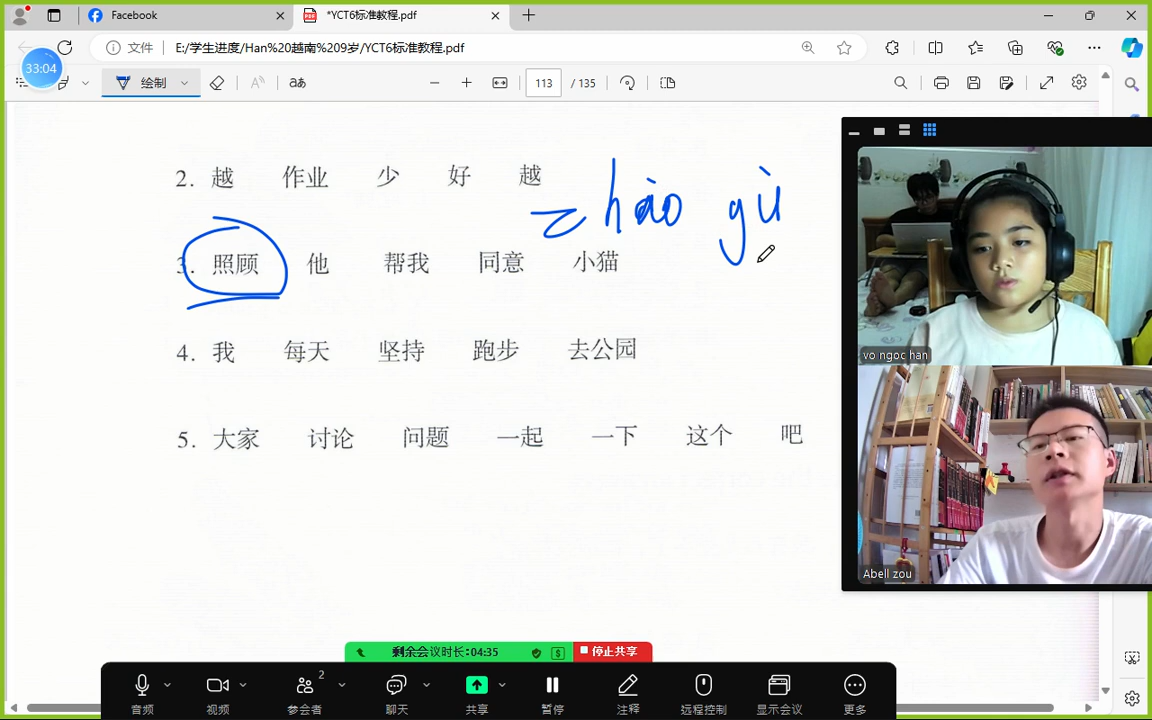 Facebook
*YCT6标准教程.pdf
文件 E:/学生进度/Han%20越南%209岁/YCT6标准教程.pdf
33:04
绘制 aあ 113 / 135
2. 越 作业 少 好 越
zhào gù
3. 照顾 他 帮我 同意 小猫
4. 我 每天 坚持 跑步 去公园
5. 大家 讨论 问题 一起 一下 这个 吧
vo ngoc han
Abell zou
剩余会议时长:04:35 停止共享
2
音频 视频 参会者 聊天 共享 暂停 注释 远程控制 显示会议 更多